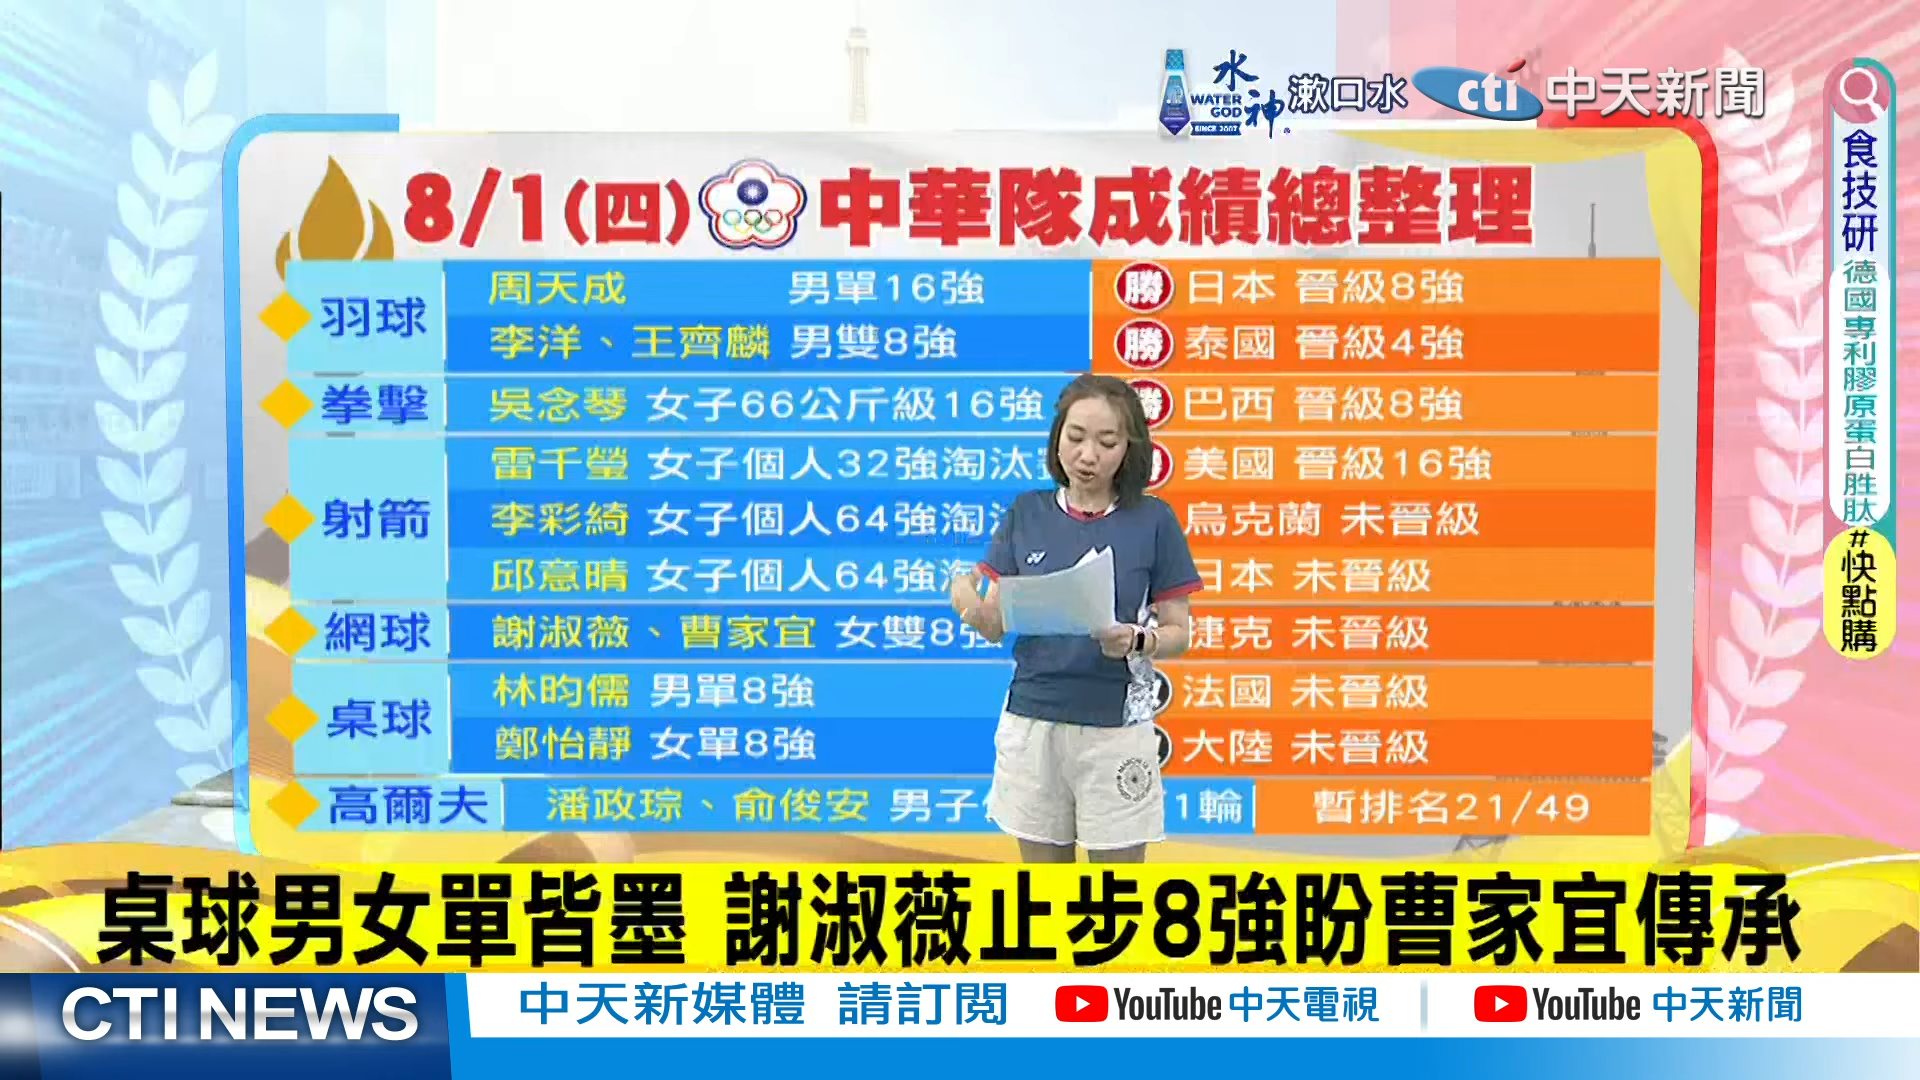 水神 漱口水 cti 中天新聞
WATER GOD
SINCE 2007
8/1(四) 中華隊成績總整理
羽球 周天成 男單16強 勝 日本 晉級8強
李洋、王齊麟 男雙8強 勝 泰國 晉級4強
拳擊 吳念琴 女子66公斤級16強 勝 巴西 晉級8強
射箭 雷千瑩 女子個人32強淘汰 美國 晉級16強
李彩綺 女子個人64強淘 烏克蘭 未晉級
邱意晴 女子個人64強 日本 未晉級
網球 謝淑薇、曹家宜 女雙8強 捷克 未晉級
桌球 林昀儒 男單8強 法國 未晉級
鄭怡靜 女單8強 大陸 未晉級
高爾夫 潘政琮、俞俊安 男子 1輪 暫排名21/49
食技研 德國專利膠原蛋白胜肽 #快點購
桌球男女單皆墨 謝淑薇止步8強盼曹家宜傳承
CTI NEWS 中天新媒體 請訂閱 YouTube 中天電視 YouTube 中天新聞